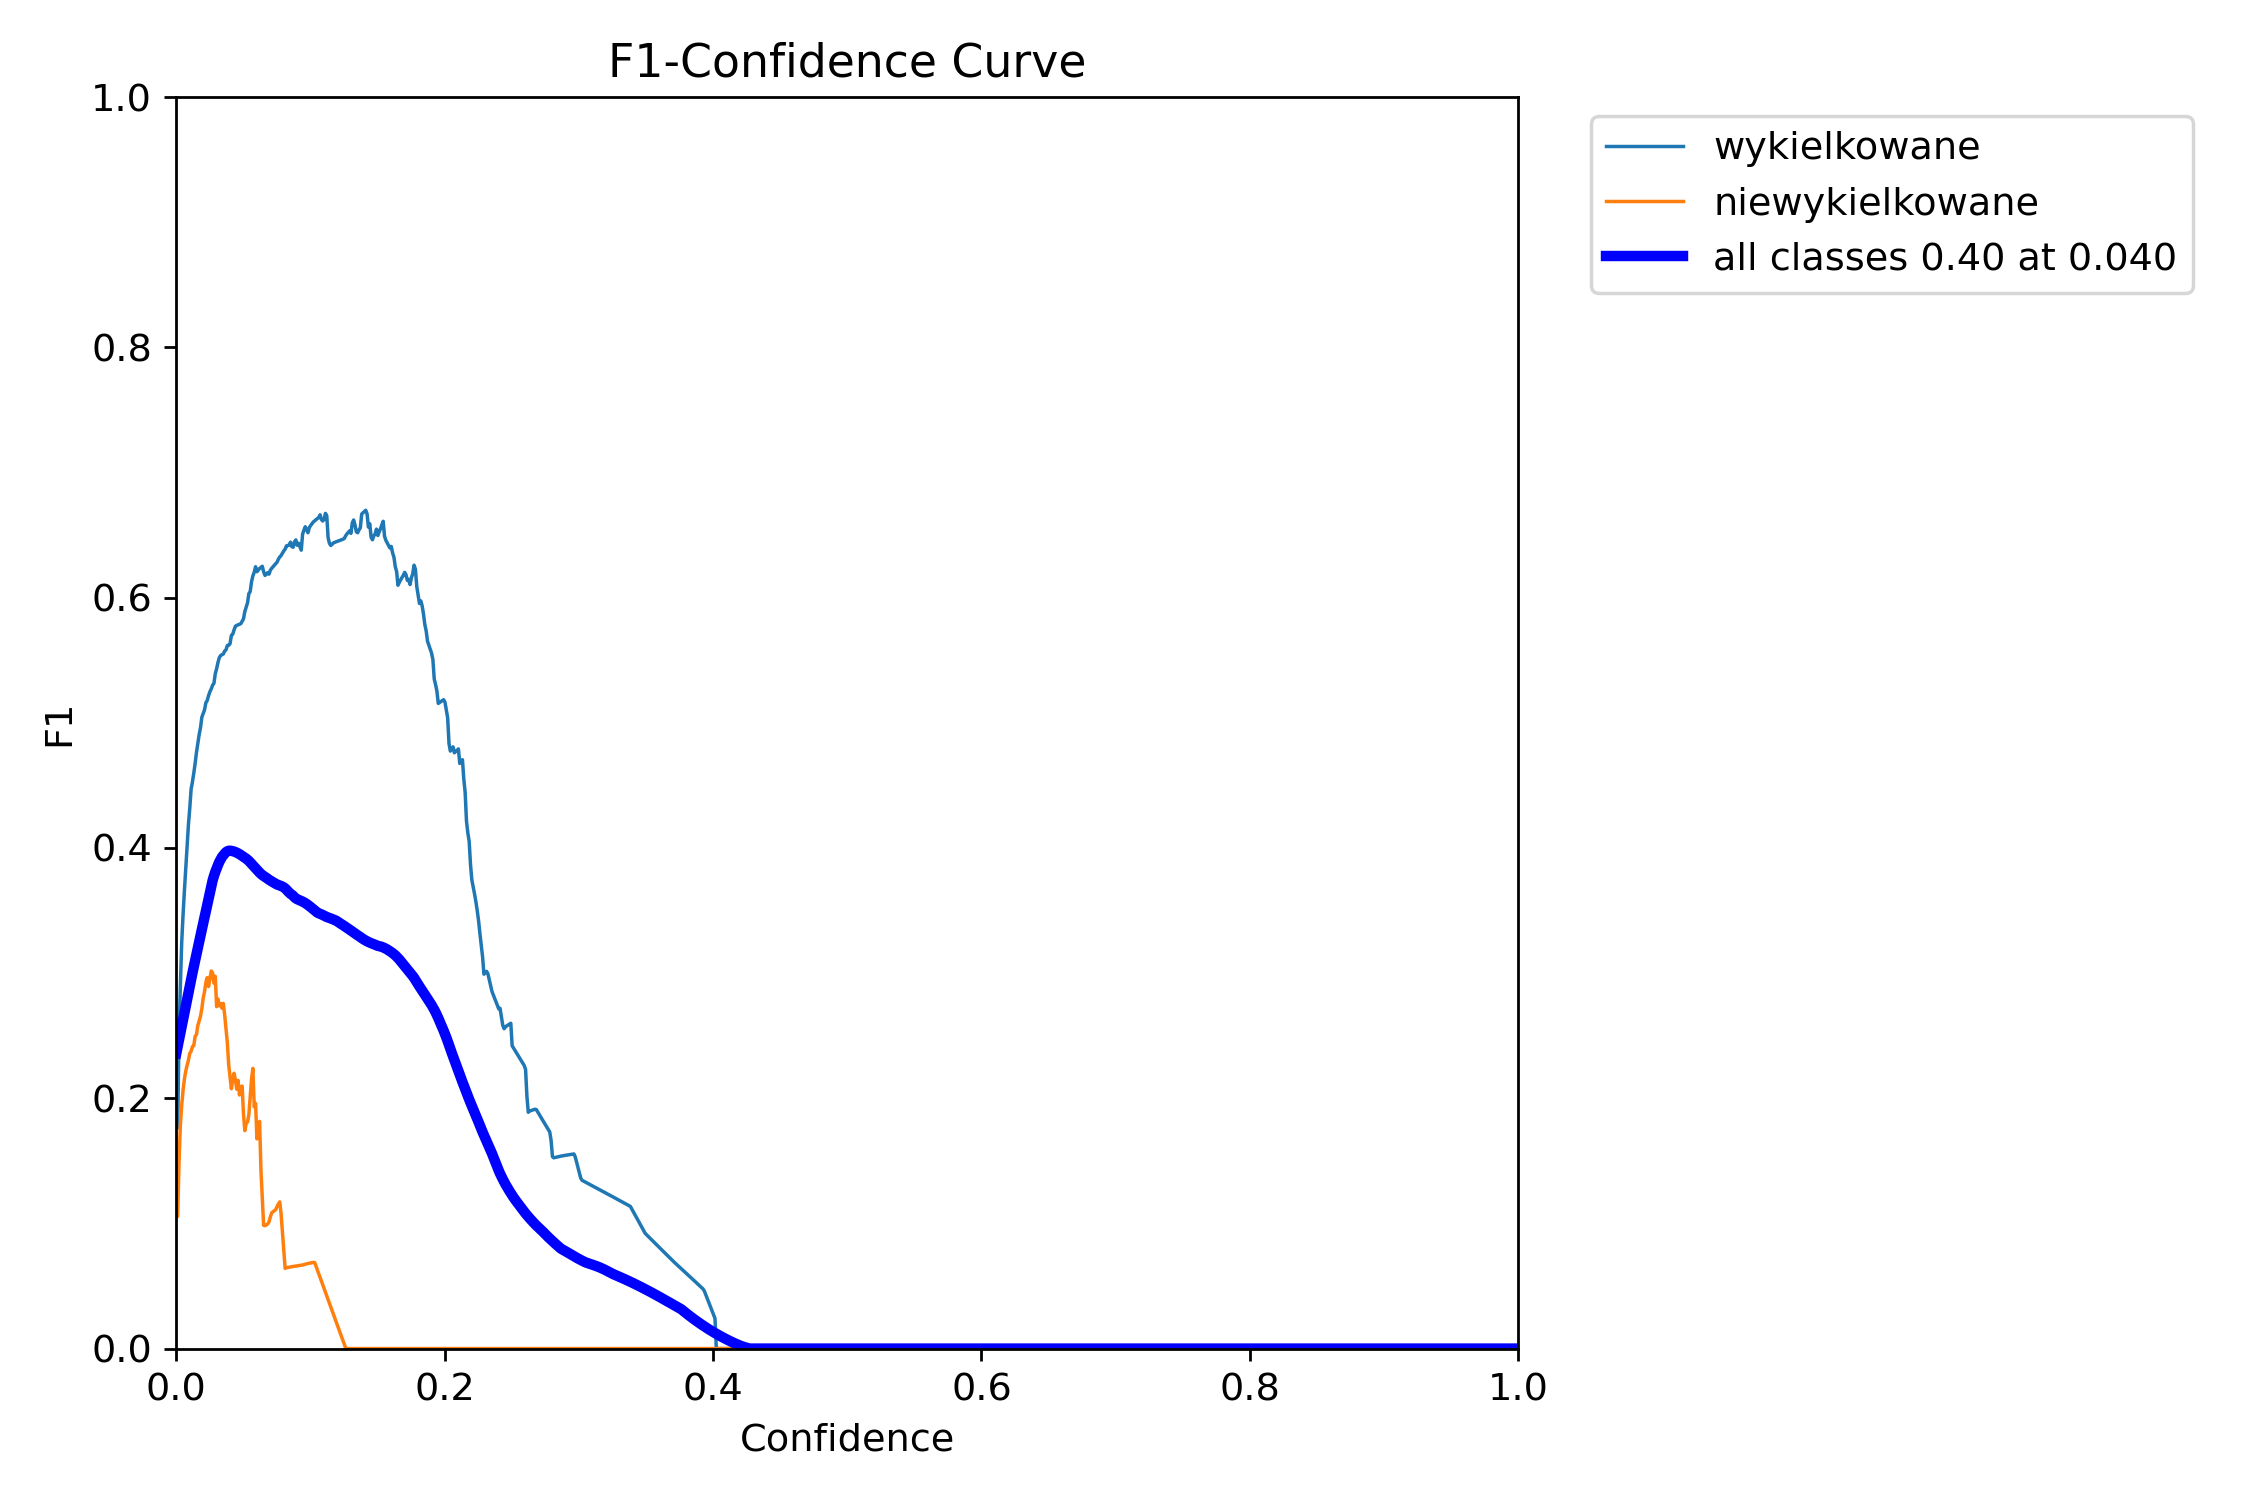 F1-Confidence Curve
1.0
0.8
0.6
0.4
0.2
0.0
F1
0.0 0.2 0.4 0.6 0.8 1.0
Confidence
wykielkowane
niewykielkowane
all classes 0.40 at 0.040